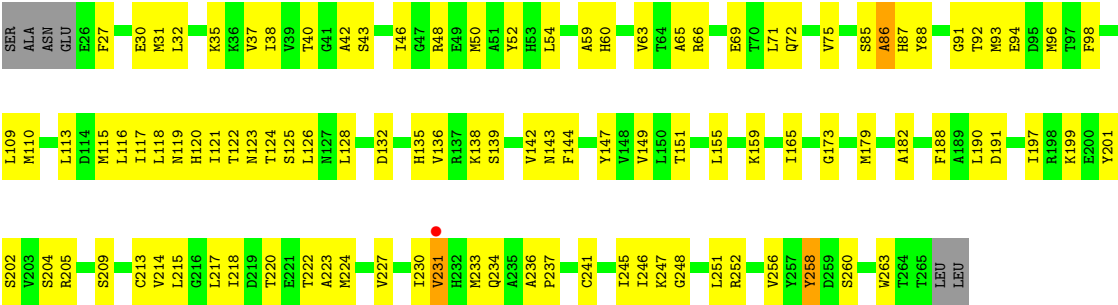 SER ALA ASN GLU E26 F27 E30 M31 L32 K35 K36 V37 I38 V39 T40 G41 A42 S43 I46 G47 R48 E49 M50 A51 Y52 H53 L54 A59 H60 V63 T64 A65 R66 E69 T70 L71 Q72 V75 S85 A86 H87 Y88 G91 T92 M93 E94 D95 M96 T97 F98
L109 M110 L113 D114 M115 L116 I117 L118 N119 H120 I121 T122 N123 T124 S125 L126 N127 L128 D132 H135 V136 R137 K138 S139 V142 N143 F144 Y147 V148 V149 L150 T151 L155 K159 I165 G173 M179 A182 F188 A189 L190 D191 I197 R198 K199 E200 Y201
S202 V203 S204 R205 S209 C213 V214 L215 G216 L217 I218 D219 T220 E221 T222 A223 M224 V227 I230 V231 H232 M233 Q234 A235 A236 P237 C241 I245 I246 K247 G248 L251 R252 V256 Y257 Y258 D259 S260 W263 T264 T265 LEU LEU